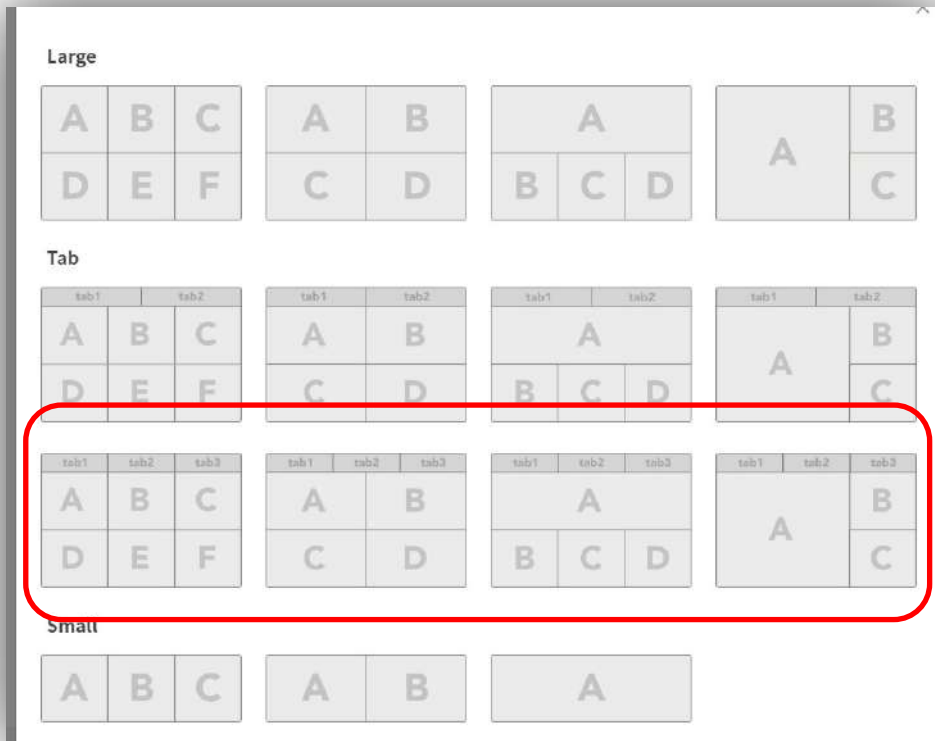 Large
A B C A B A A B
D E F C D B C D C
Tab
tab1 tab2 tab1 tab2 tab1 tab2 tab1 tab2
A B C A B A A B
D E F C D B C D C
tab1 tab2 tab3 tab1 tab2 tab3 tab1 tab2 tab3 tab1 tab2 tab3
A B C A B A A B
D E F C D B C D C
Small
A B C A B A